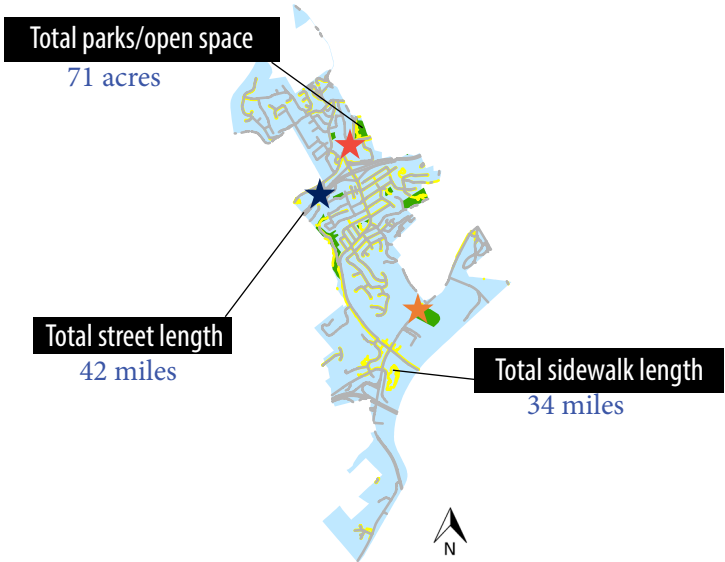 Total parks/open space
71 acres
Total street length
42 miles
Total sidewalk length
34 miles
N